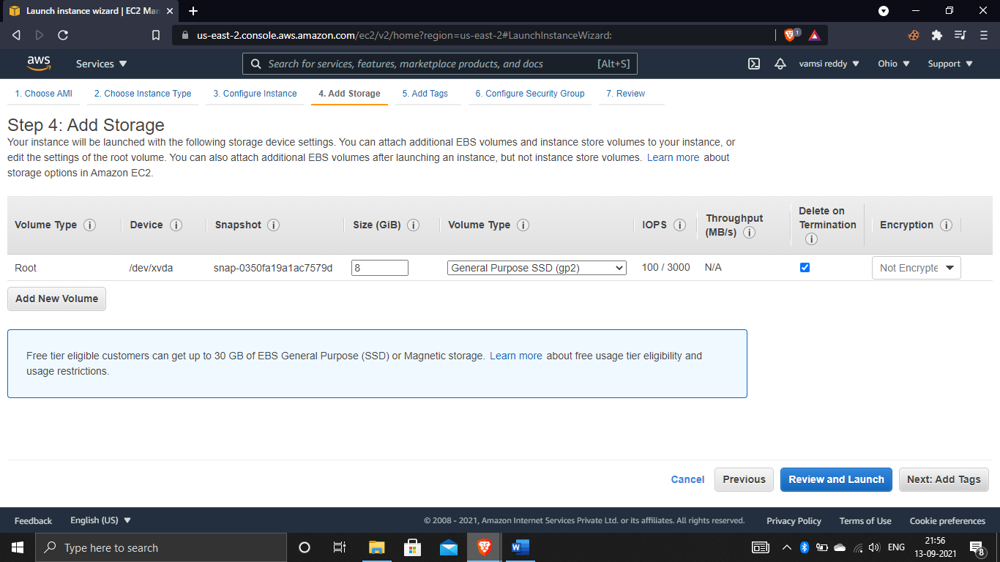 Launch instance wizard | EC2 Man
us-east-2.console.aws.amazon.com/ec2/v2/home?region=us-east-2#LaunchInstanceWizard:
1
aws
Services
Search for services, features, marketplace products, and docs
[Alt+S]
vamsi reddy
Ohio
Support
1. Choose AMI
2. Choose Instance Type
3. Configure Instance
4. Add Storage
5. Add Tags
6. Configure Security Group
7. Review
Step 4: Add Storage
Your instance will be launched with the following storage device settings. You can attach additional EBS volumes and instance store volumes to your instance, or
edit the settings of the root volume. You can also attach additional EBS volumes after launching an instance, but not instance store volumes. Learn more about
storage options in Amazon EC2.
Volume Type
Device
Snapshot
Size (GiB)
Volume Type
IOPS
Throughput
(MB/s)
Delete on
Termination
Encryption
Root
/dev/xvda
snap-0350fa19a1ac7579d
8
General Purpose SSD (gp2)
100 / 3000
N/A
Not Encrypte
Add New Volume
Free tier eligible customers can get up to 30 GB of EBS General Purpose (SSD) or Magnetic storage. Learn more about free usage tier eligibility and
usage restrictions.
Cancel
Previous
Review and Launch
Next: Add Tags
Feedback
English (US)
© 2008 - 2021, Amazon Internet Services Private Ltd. or its affiliates. All rights reserved.
Privacy Policy
Terms of Use
Cookie preferences
Type here to search
ENG
21:56
13-09-2021
8